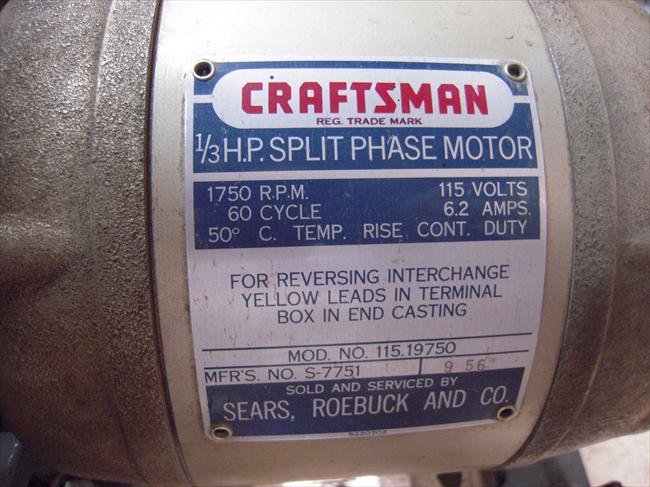 CRAFTSMAN
REG. TRADE MARK
1/3 H.P. SPLIT PHASE MOTOR
1750 R.P.M. 115 VOLTS
60 CYCLE 6.2 AMPS.
50° C. TEMP. RISE CONT. DUTY
FOR REVERSING INTERCHANGE
YELLOW LEADS IN TERMINAL
BOX IN END CASTING
MOD. NO. 115.19750
MFR'S. NO. S-7751 9 56
SOLD AND SERVICED BY
SEARS, ROEBUCK AND CO.